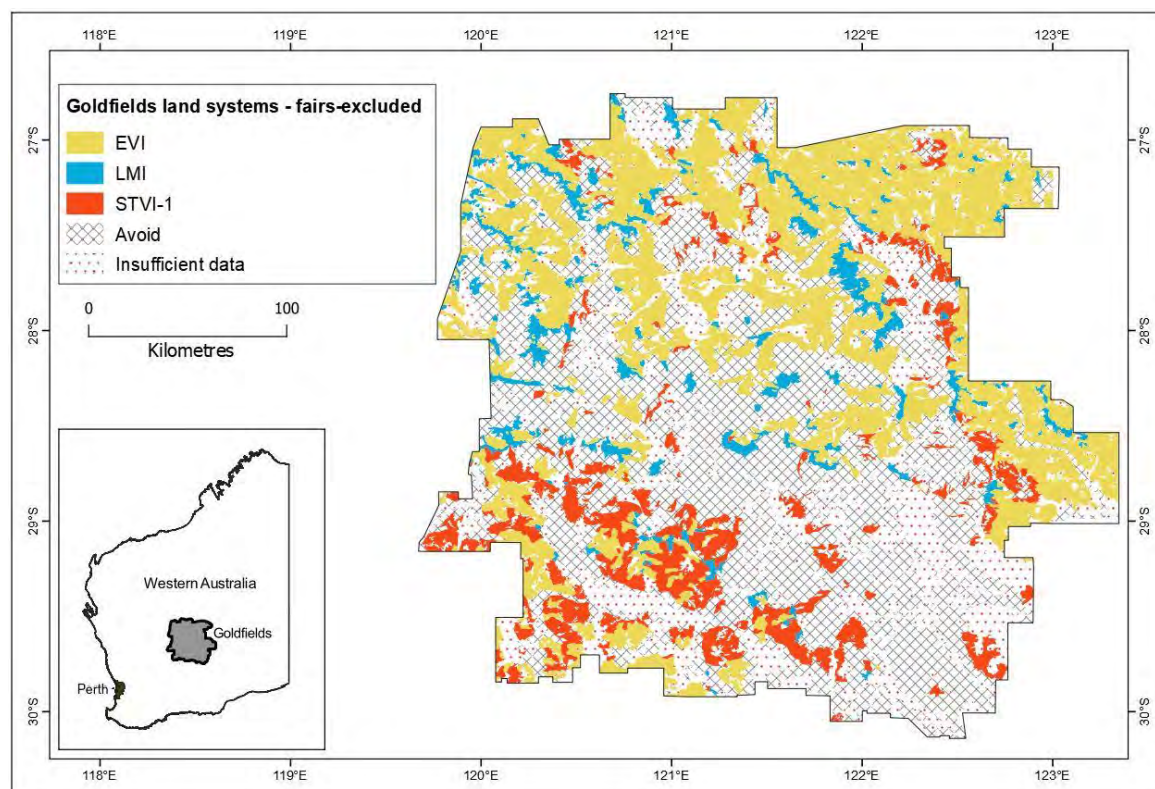 118°E 119°E 120°E 121°E 122°E 123°E
Goldfields land systems - fairs-excluded
EVI
LMI
STVI-1
Avoid
Insufficient data
0 100
Kilometres
27°S
28°S
29°S
30°S
27°S
28°S
29°S
30°S
Western Australia
Goldfields
Perth
118°E 119°E 120°E 121°E 122°E 123°E